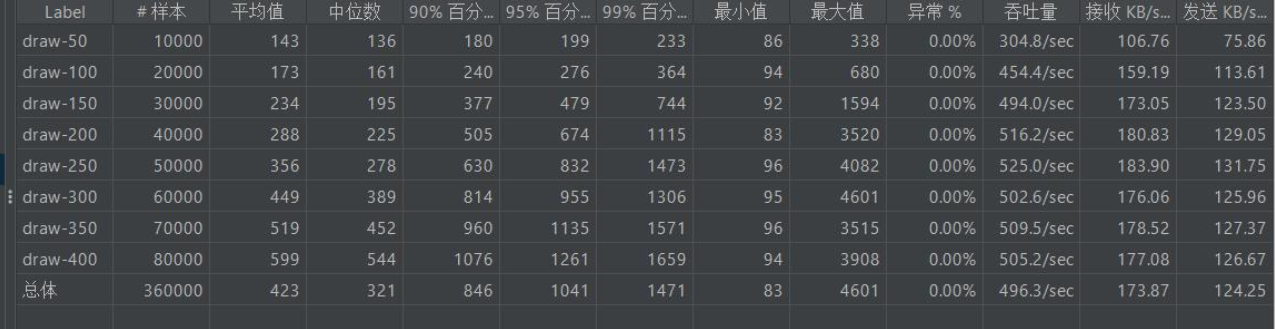 Label # 样本 平均值 中位数 90% 百分... 95% 百分... 99% 百分... 最小值 最大值 异常 % 吞吐量 接收 KB/s... 发送 KB/s...
draw-50 10000 143 136 180 199 233 86 338 0.00% 304.8/sec 106.76 75.86
draw-100 20000 173 161 240 276 364 94 680 0.00% 454.4/sec 159.19 113.61
draw-150 30000 234 195 377 479 744 92 1594 0.00% 494.0/sec 173.05 123.50
draw-200 40000 288 225 505 674 1115 83 3520 0.00% 516.2/sec 180.83 129.05
draw-250 50000 356 278 630 832 1473 96 4082 0.00% 525.0/sec 183.90 131.75
draw-300 60000 449 389 814 955 1306 95 4601 0.00% 502.6/sec 176.06 125.96
draw-350 70000 519 452 960 1135 1571 96 3515 0.00% 509.5/sec 178.52 127.37
draw-400 80000 599 544 1076 1261 1659 94 3908 0.00% 505.2/sec 177.08 126.67
总体 360000 423 321 846 1041 1471 83 4601 0.00% 496.3/sec 173.87 124.25